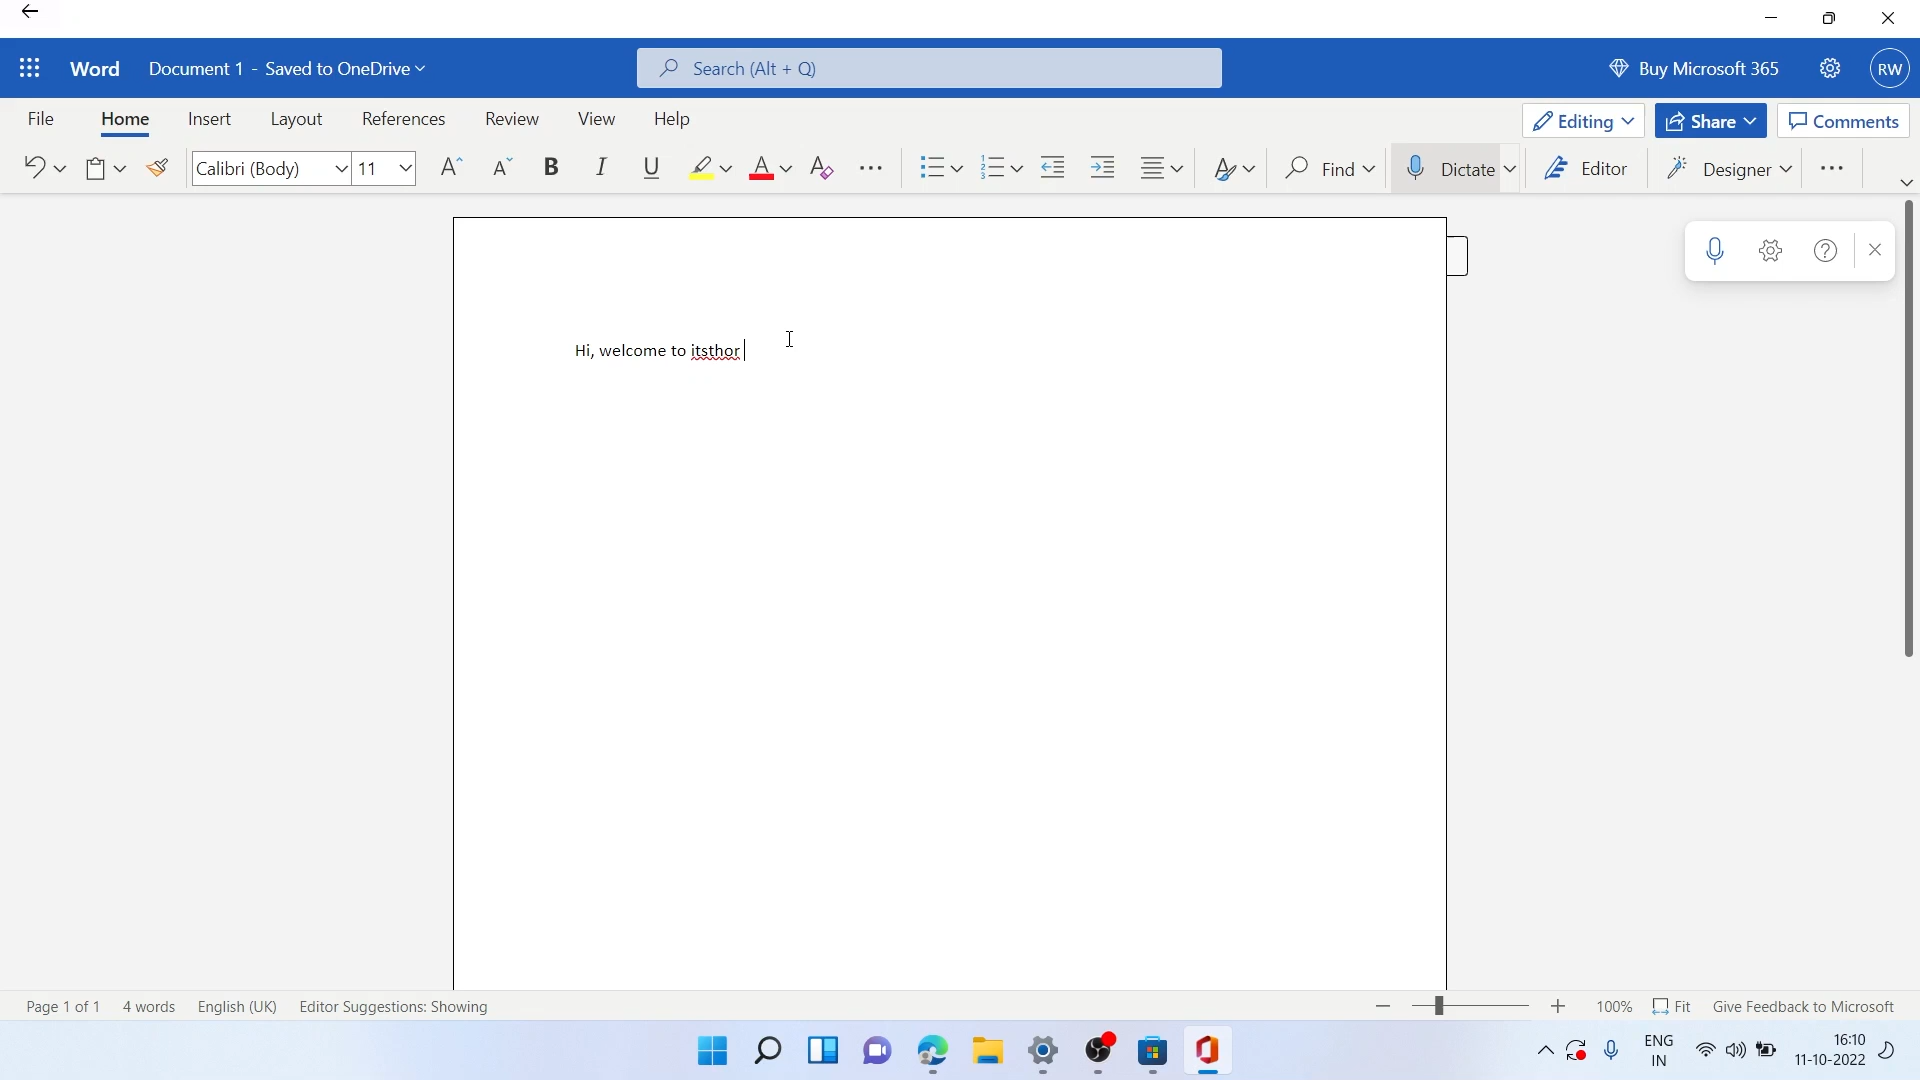 Word Document 1 - Saved to OneDrive Search (Alt + Q) Buy Microsoft 365 RW
File Home Insert Layout References Review View Help Editing Share Comments
Calibri (Body) 11 A A B I U A A Find Dictate Editor Designer
Hi, welcome to itsthor
Page 1 of 1 4 words English (UK) Editor Suggestions: Showing 100% Fit Give Feedback to Microsoft
ENG 16:10
IN 11-10-2022